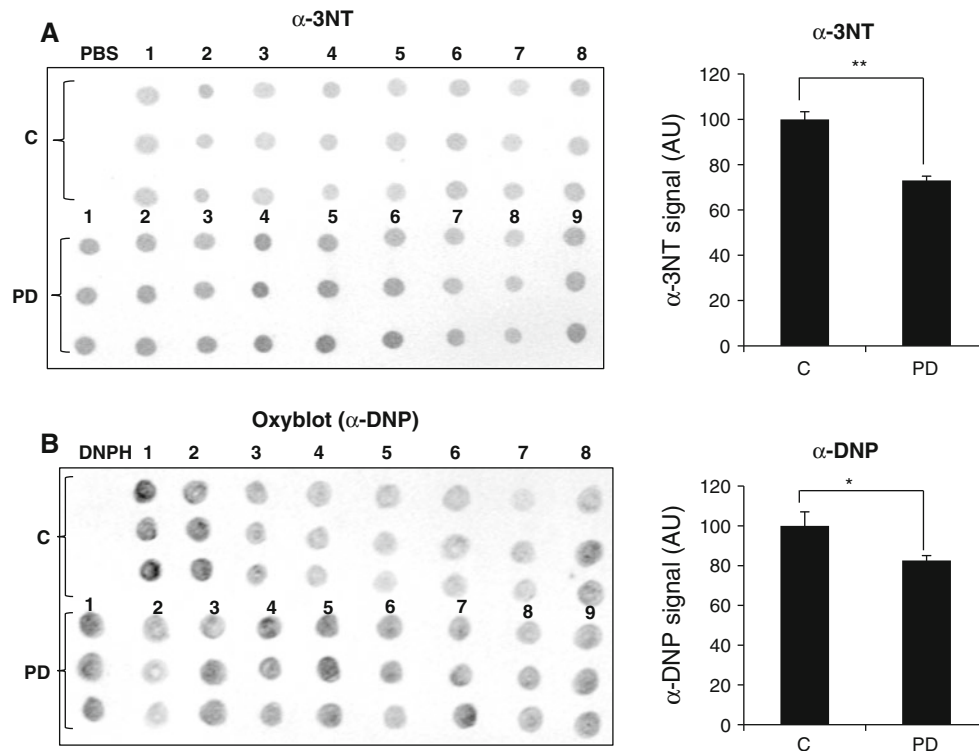 A
α-3NT
PBS 1 2 3 4 5 6 7 8
C
1 2 3 4 5 6 7 8 9
PD
α-3NT
**
α-3NT signal (AU)
120
100
80
60
40
20
0
C PD
B
Oxyblot (α-DNP)
DNPH 1 2 3 4 5 6 7 8
C
1 2 3 4 5 6 7 8 9
PD
α-DNP
*
α-DNP signal (AU)
120
100
80
60
40
20
0
C PD